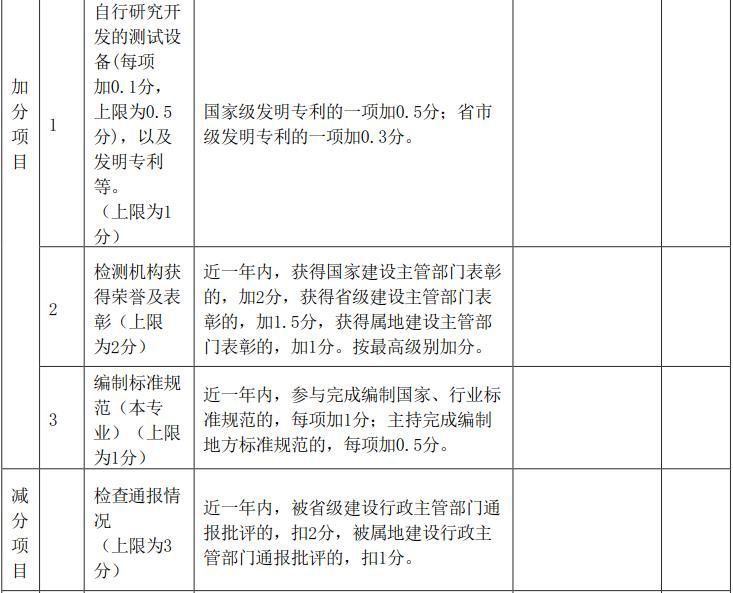 加
分
项
目
1
自行研究开
发的测试设
备(每项
加0.1分，
上限为0.5
分)，以及
发明专利
等。
（上限为1
分）
国家级发明专利的一项加0.5分；省市
级发明专利的一项加0.3分。
2
检测机构获
得荣誉及表
彰（上限
为2分）
近一年内，获得国家建设主管部门表彰
的，加2分，获得省级建设主管部门表
彰的，加1.5分，获得属地建设主管部
门表彰的，加1分。按最高级别加分。
3
编制标准规
范（本专
业）（上限
为1分）
近一年内，参与完成编制国家、行业标
准规范的，每项加1分；主持完成编制
地方标准规范的，每项加0.5分。
减
分
项
目
检查通报情
况
（上限为3
分）
近一年内，被省级建设行政主管部门通
报批评的，扣2分，被属地建设行政主
管部门通报批评的，扣1分。